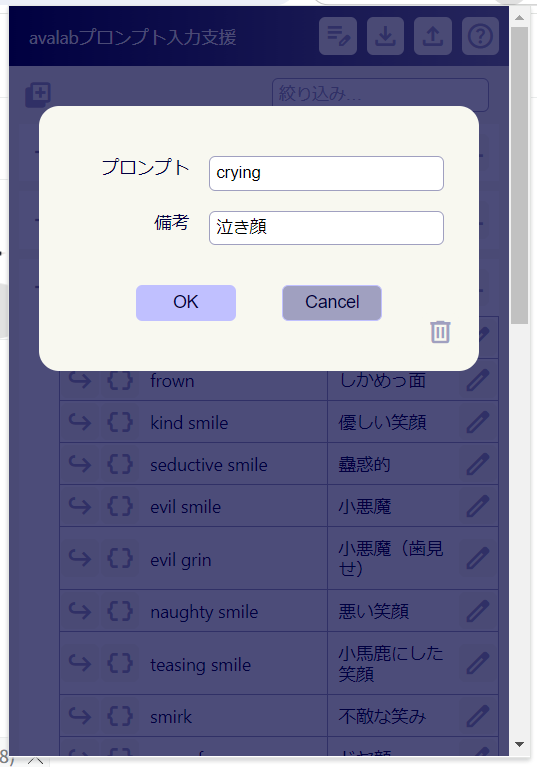 avalabプロンプト入力支援
絞り込み...
プロンプト crying
備考 泣き顔
OK Cancel
frown しかめっ面
kind smile 優しい笑顔
seductive smile 蠱惑的
evil smile 小悪魔
evil grin 小悪魔（歯見
せ）
naughty smile 悪い笑顔
teasing smile 小馬鹿にした
笑顔
smirk 不敵な笑み
ドヤ顔